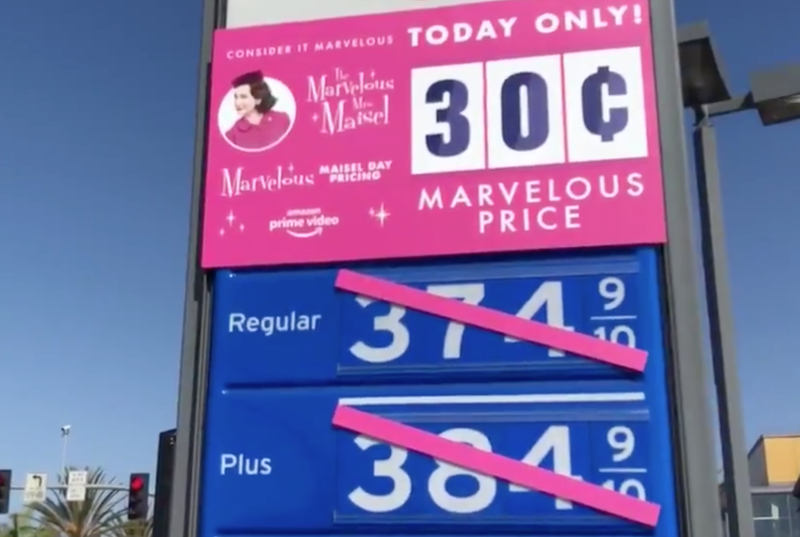 CONSIDER IT MARVELOUS
TODAY ONLY!
The
Marvelous
Mrs.
Maisel
30¢
Marvelous MAISEL DAY
PRICING
MARVELOUS
PRICE
amazon
prime video
Regular 374 9/10
Plus 384 9/10